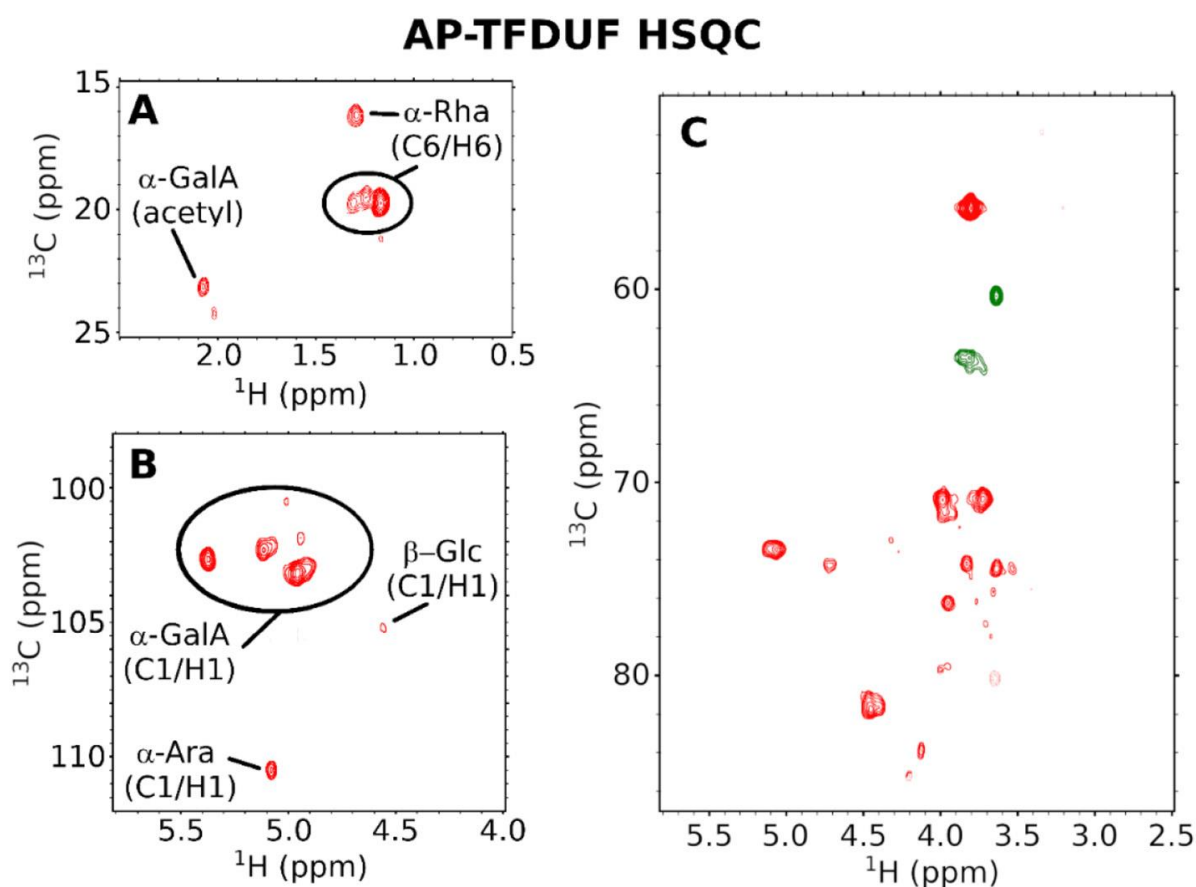 AP-TFDUF HSQC
A
15
20
25
¹³C (ppm)
α-Rha
(C6/H6)
α-GalA
(acetyl)
2.0 1.5 1.0 0.5
¹H (ppm)
B
100
105
110
¹³C (ppm)
β–Glc
(C1/H1)
α-GalA
(C1/H1)
α-Ara
(C1/H1)
5.5 5.0 4.5 4.0
¹H (ppm)
C
60
70
80
¹³C (ppm)
5.5 5.0 4.5 4.0 3.5 3.0 2.5
¹H (ppm)